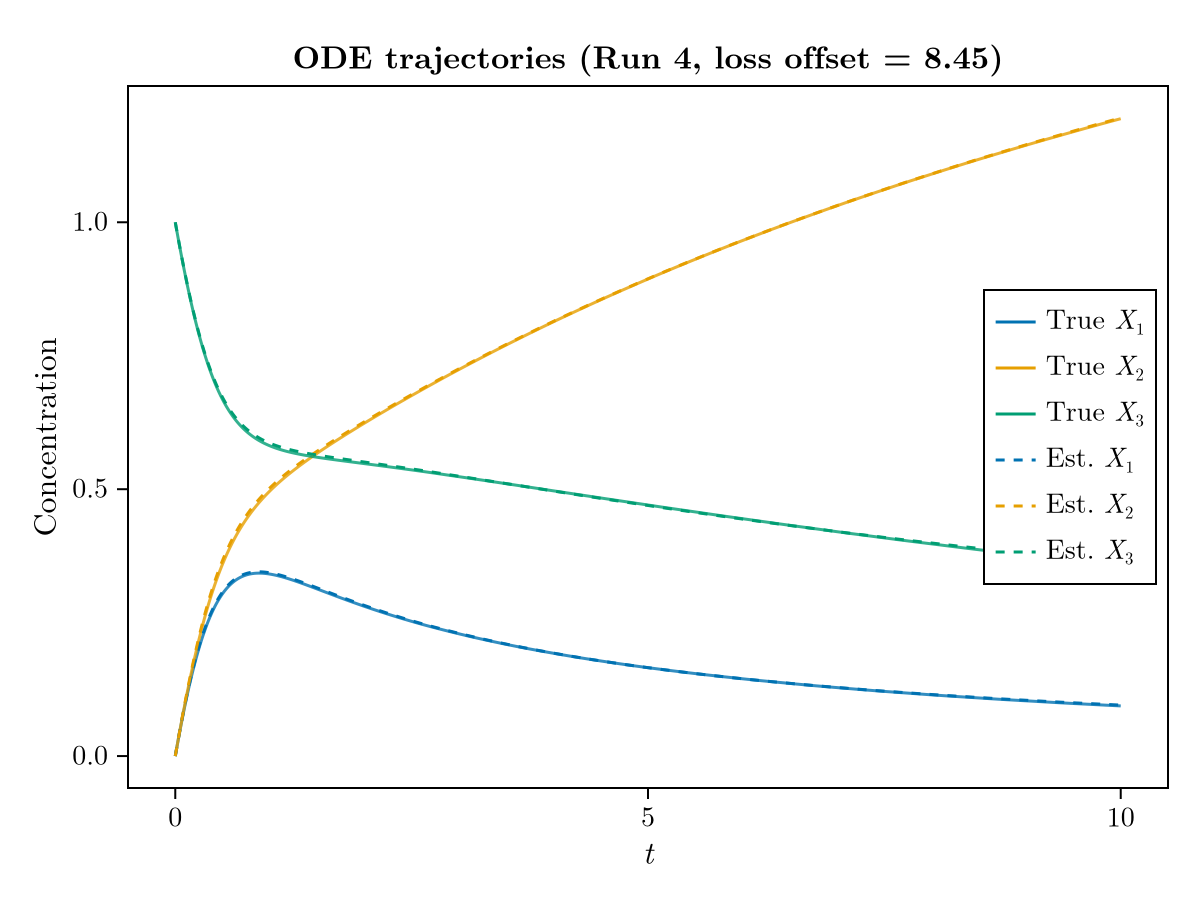 ODE trajectories (Run 4, loss offset = 8.45)
Concentration
1.0
0.5
0.0
True X₁
True X₂
True X₃
Est. X₁
Est. X₂
Est. X₃
0 5 10
t